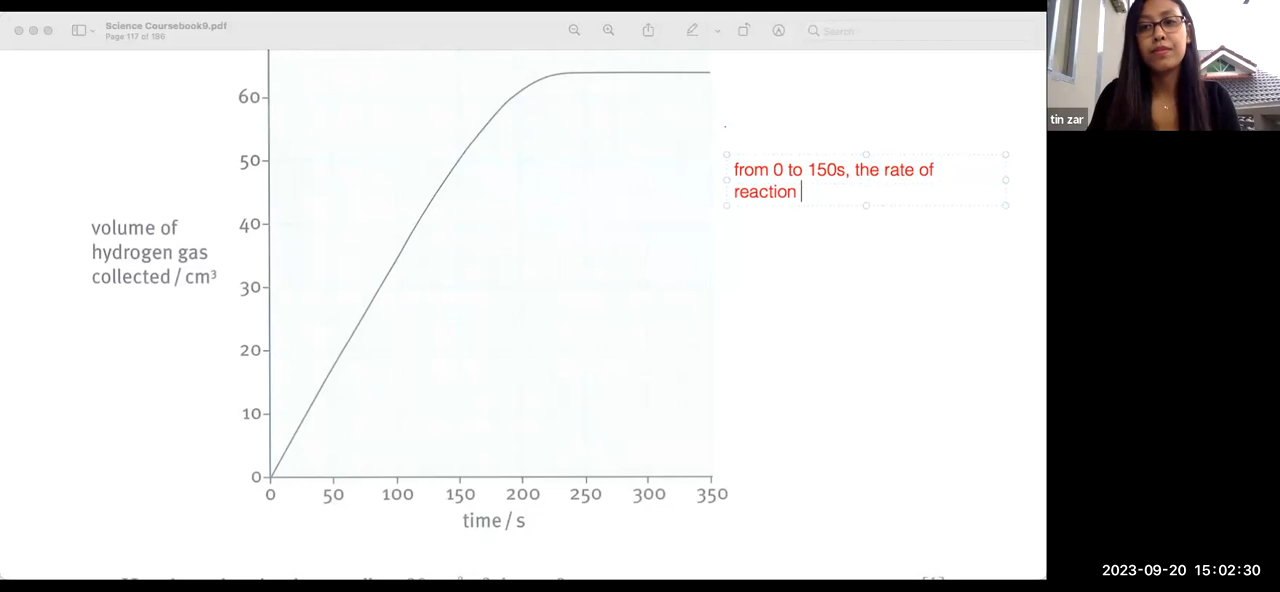 Science Coursebook9.pdf
Page 117 of 186
Search
tin zar
from 0 to 150s, the rate of
reaction
volume of
hydrogen gas
collected / cm³
60
50
40
30
20
10
0
0 50 100 150 200 250 300 350
time / s
2023-09-20 15:02:30